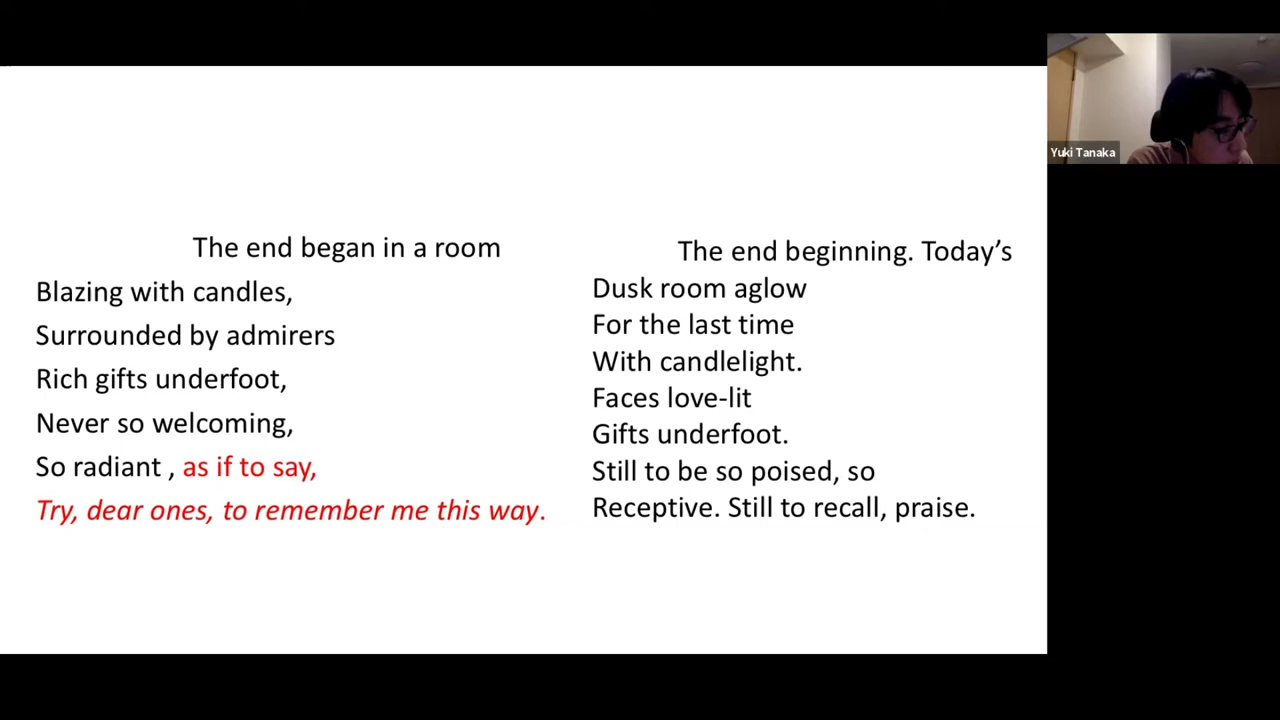 The end began in a room
Blazing with candles,
Surrounded by admirers
Rich gifts underfoot,
Never so welcoming,
So radiant , as if to say,
Try, dear ones, to remember me this way.
The end beginning. Today’s
Dusk room aglow
For the last time
With candlelight.
Faces love-lit
Gifts underfoot.
Still to be so poised, so
Receptive. Still to recall, praise.
Yuki Tanaka